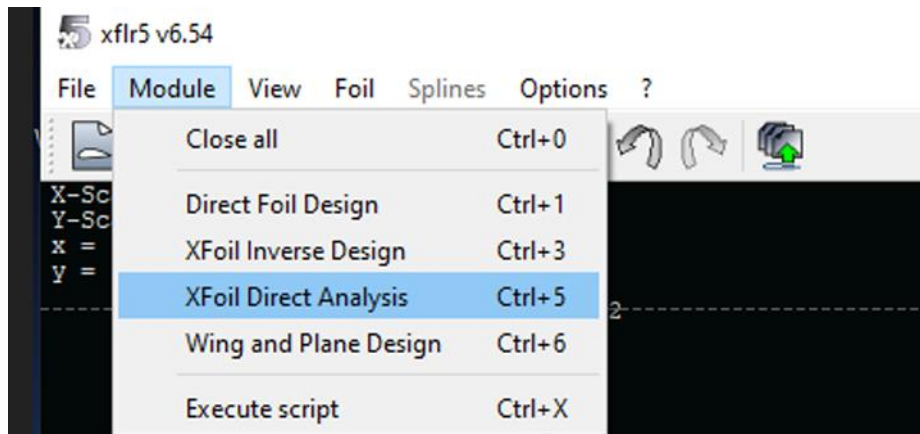 xflr5 v6.54
File Module View Foil Splines Options ?
Close all Ctrl+0
X-Sc
Y-Sc
Direct Foil Design Ctrl+1
x =
XFoil Inverse Design Ctrl+3
y =
XFoil Direct Analysis Ctrl+5
2
Wing and Plane Design Ctrl+6
Execute script Ctrl+X